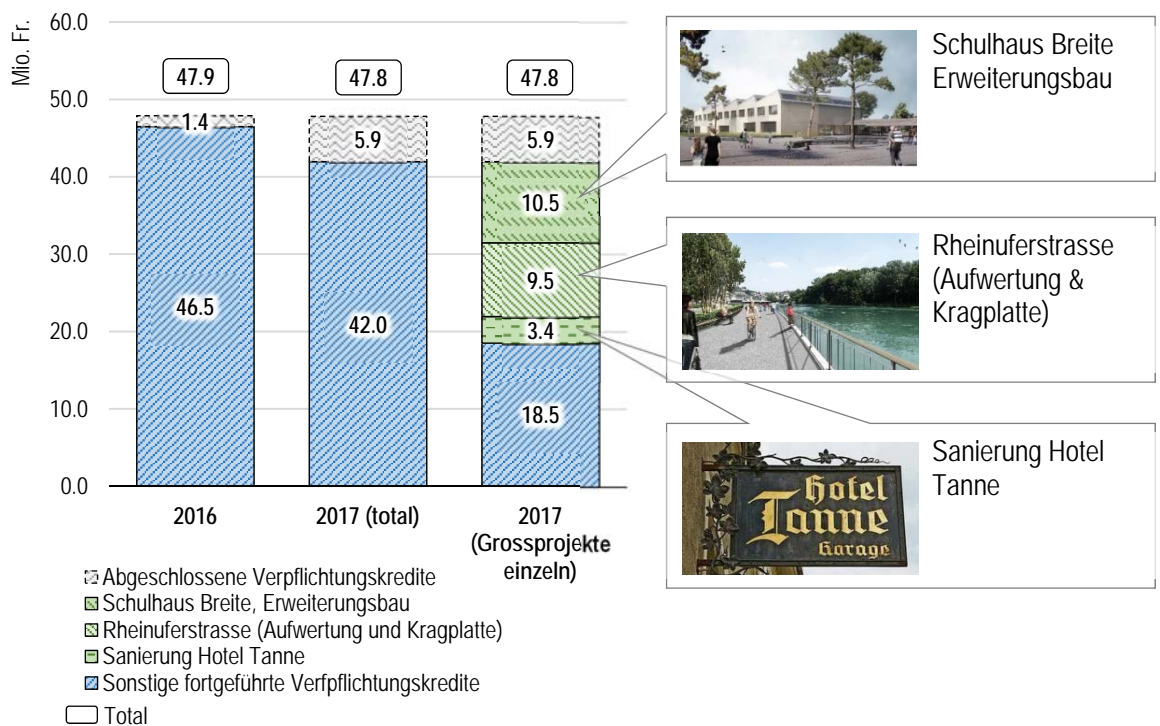 Mio. Fr.
60.0
50.0
40.0
30.0
20.0
10.0
0.0
47.9
47.8
47.8
1.4
5.9
5.9
10.5
9.5
3.4
46.5
42.0
18.5
2016
2017 (total)
2017
(Grossprojekte
einzeln)
Schulhaus Breite
Erweiterungsbau
Rheinuferstrasse
(Aufwertung &
Kragplatte)
Hotel
Tanne
Garage
Sanierung Hotel
Tanne
Abgeschlossene Verpflichtungskredite
Schulhaus Breite, Erweiterungsbau
Rheinuferstrasse (Aufwertung und Kragplatte)
Sanierung Hotel Tanne
Sonstige fortgeführte Verfpflichtungskredite
Total